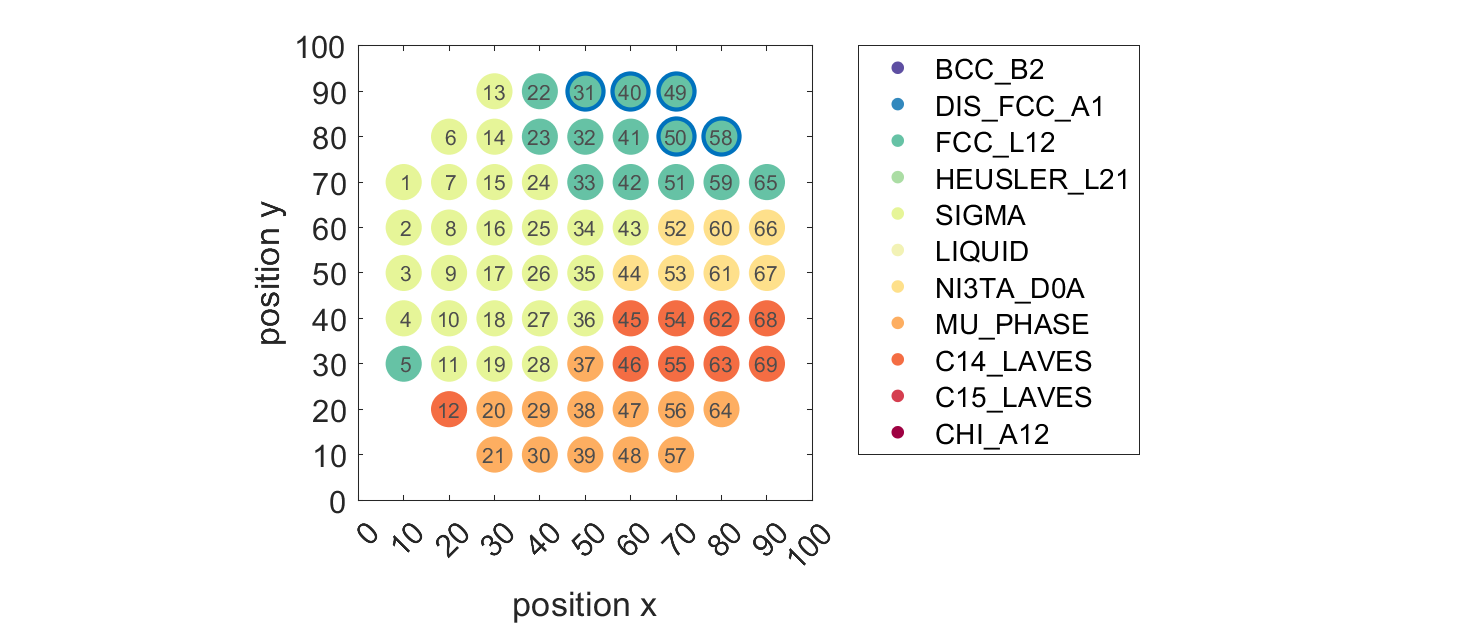 100
90
80
70
60
50
40
30
20
10
0
position y
13 22 31 40 49
6 14 23 32 41 50 58
1 7 15 24 33 42 51 59 65
2 8 16 25 34 43 52 60 66
3 9 17 26 35 44 53 61 67
4 10 18 27 36 45 54 62 68
5 11 19 28 37 46 55 63 69
12 20 29 38 47 56 64
21 30 39 48 57
0 10 20 30 40 50 60 70 80 90 100
position x
BCC_B2
DIS_FCC_A1
FCC_L12
HEUSLER_L21
SIGMA
LIQUID
NI3TA_D0A
MU_PHASE
C14_LAVES
C15_LAVES
CHI_A12